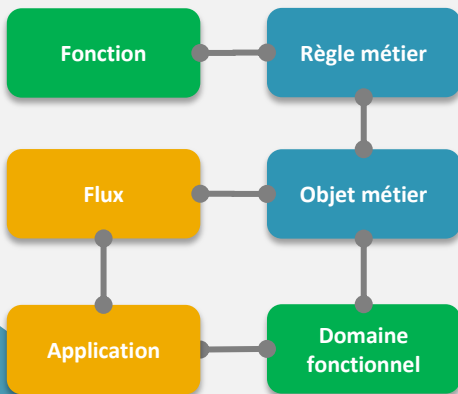 Fonction
Règle métier
Flux
Objet métier
Application
Domaine
fonctionnel